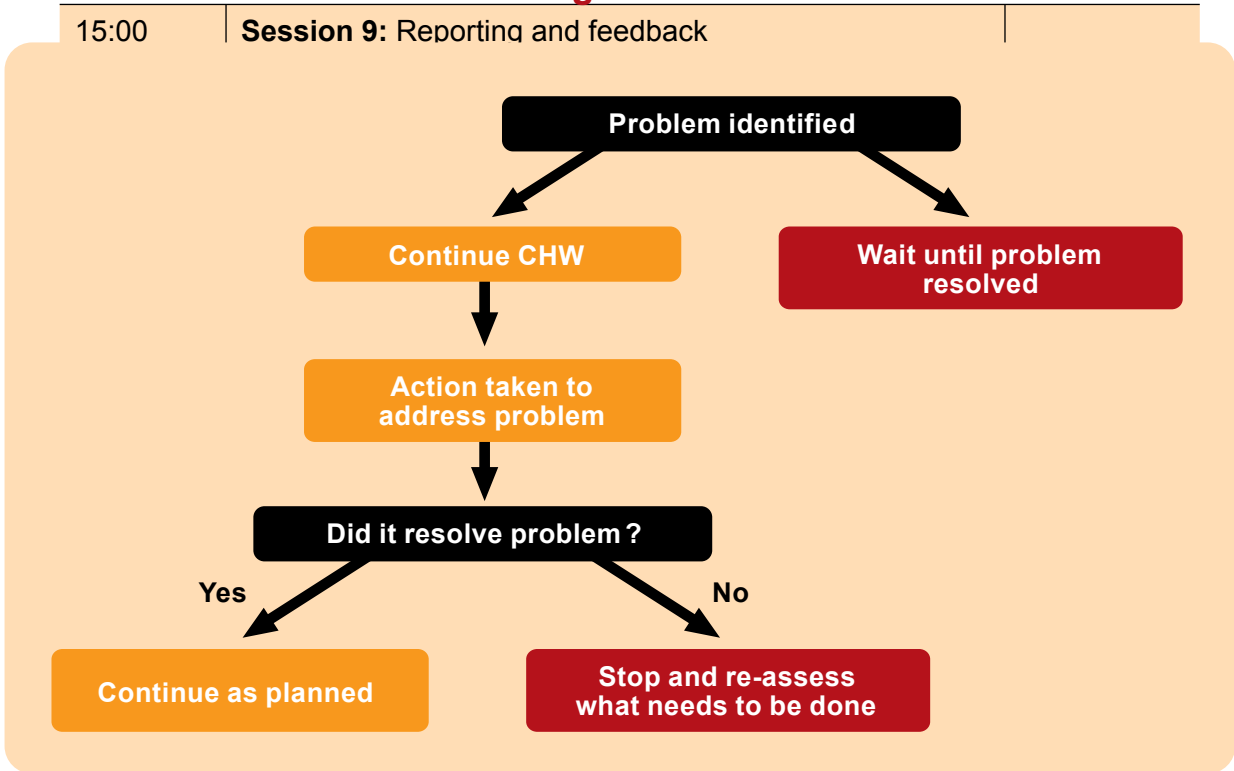 15:00 Session 9: Reporting and feedback
Problem identified
Continue CHW
Wait until problem
resolved
Action taken to
address problem
Did it resolve problem ?
Yes
No
Continue as planned
Stop and re-assess
what needs to be done